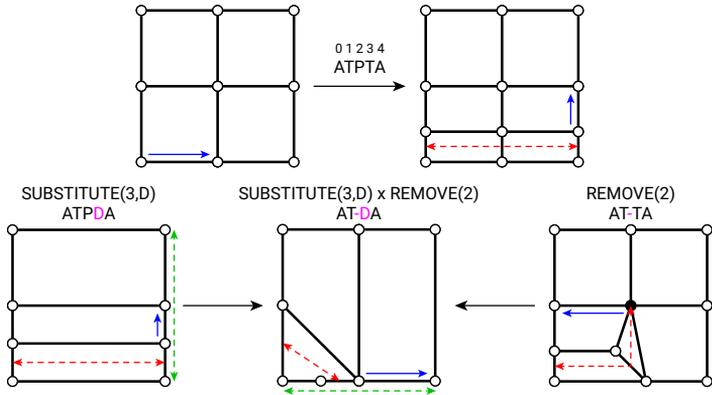 0 1 2 3 4
ATPTA
SUBSTITUTE(3,D)
ATPDA
SUBSTITUTE(3,D) x REMOVE(2)
AT-DA
REMOVE(2)
AT-TA